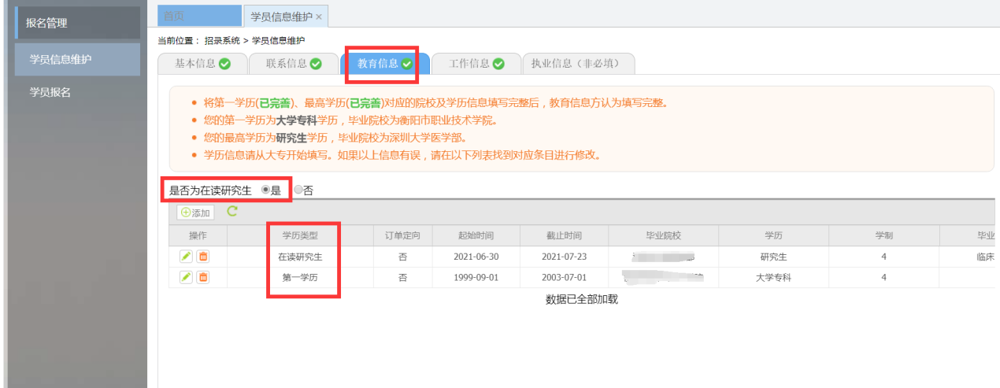 报名管理
学员信息维护
学员报名
首页 学员信息维护 ×
当前位置： 招录系统 > 学员信息维护
基本信息 联系信息 教育信息 工作信息 执业信息（非必填）
将第一学历(已完善)、最高学历(已完善)对应的院校及学历信息填写完整后，教育信息方认为填写完整。
您的第一学历为大学专科学历，毕业院校为衡阳市职业技术学院。
您的最高学历为研究生学历，毕业院校为深圳大学医学部。
学历信息请从大专开始填写。如果以上信息有误，请在以下列表找到对应条目进行修改。
是否为在读研究生 是 否
添加
操作 学历类型 订单定向 起始时间 截止时间 毕业院校 学历 学制 毕业
在读研究生 否 2021-06-30 2021-07-23 研究生 4 临床
第一学历 否 1999-09-01 2003-07-01 大学专科 4
数据已全部加载